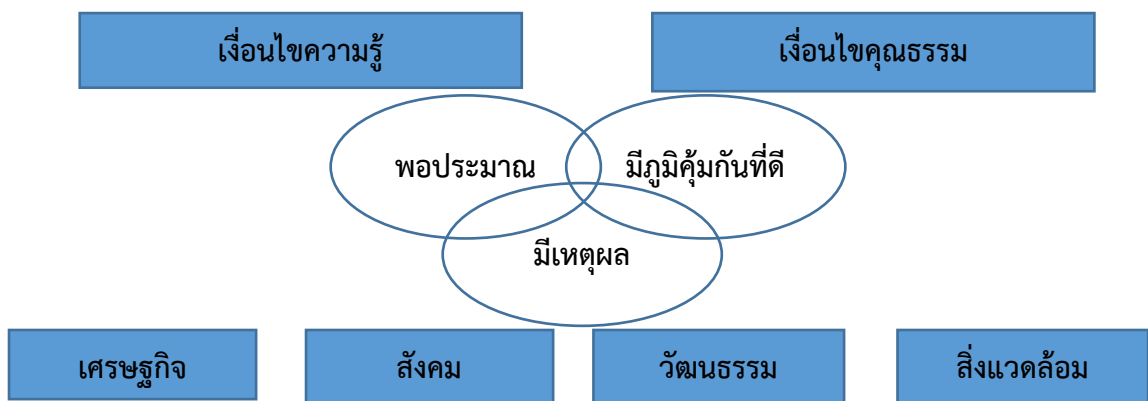 เงื่อนไขความรู้
เงื่อนไขคุณธรรม
พอประมาณ
มีภูมิคุ้มกันที่ดี
มีเหตุผล
เศรษฐกิจ
สังคม
วัฒนธรรม
สิ่งแวดล้อม